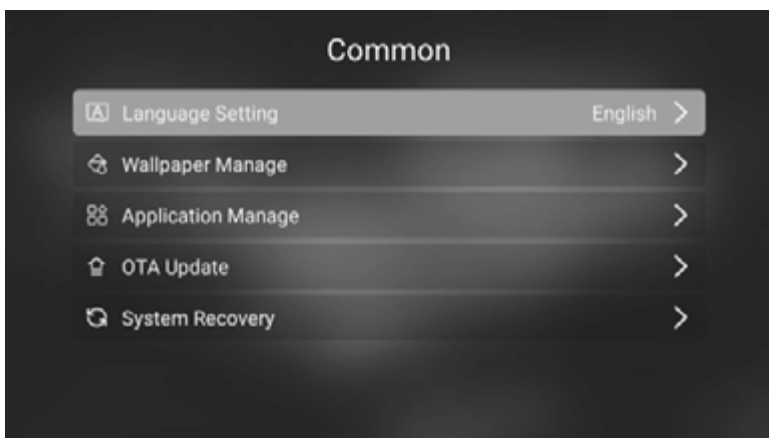 Common
Language Setting English
Wallpaper Manage
Application Manage
OTA Update
System Recovery